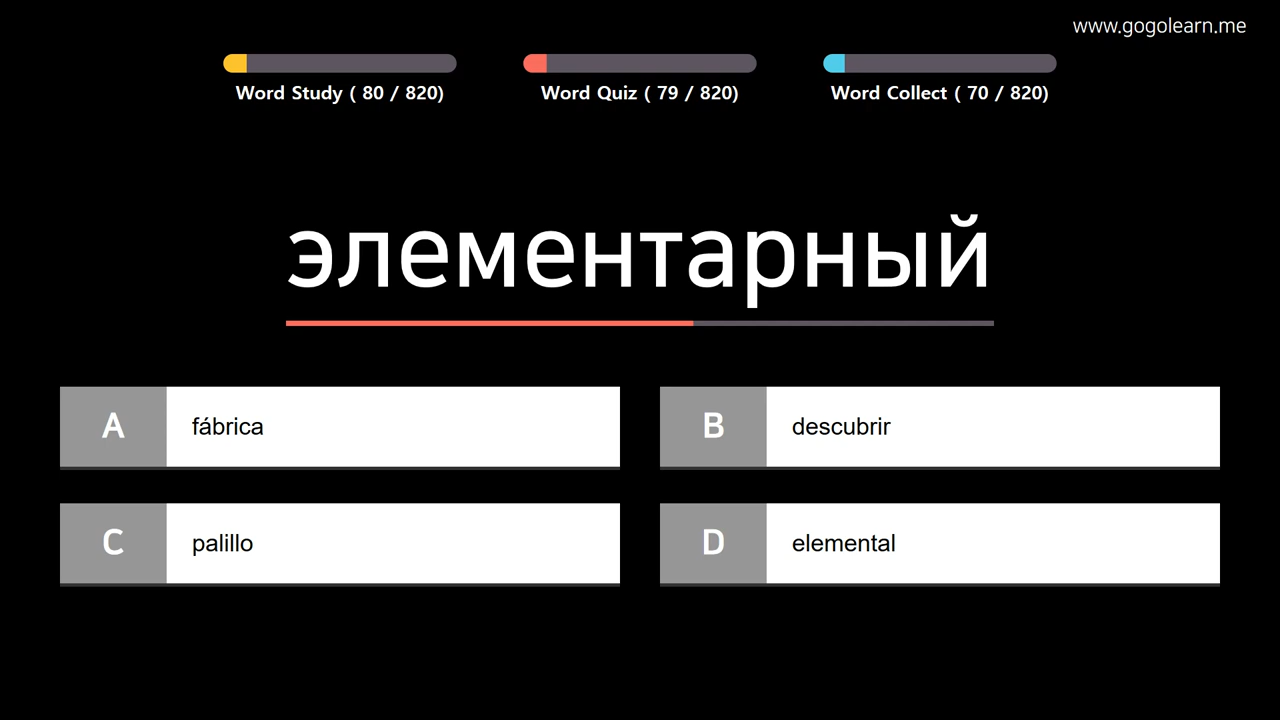 www.gogolearn.me
Word Study ( 80 / 820)
Word Quiz ( 79 / 820)
Word Collect ( 70 / 820)
элементарный
A fábrica
B descubrir
C palillo
D elemental